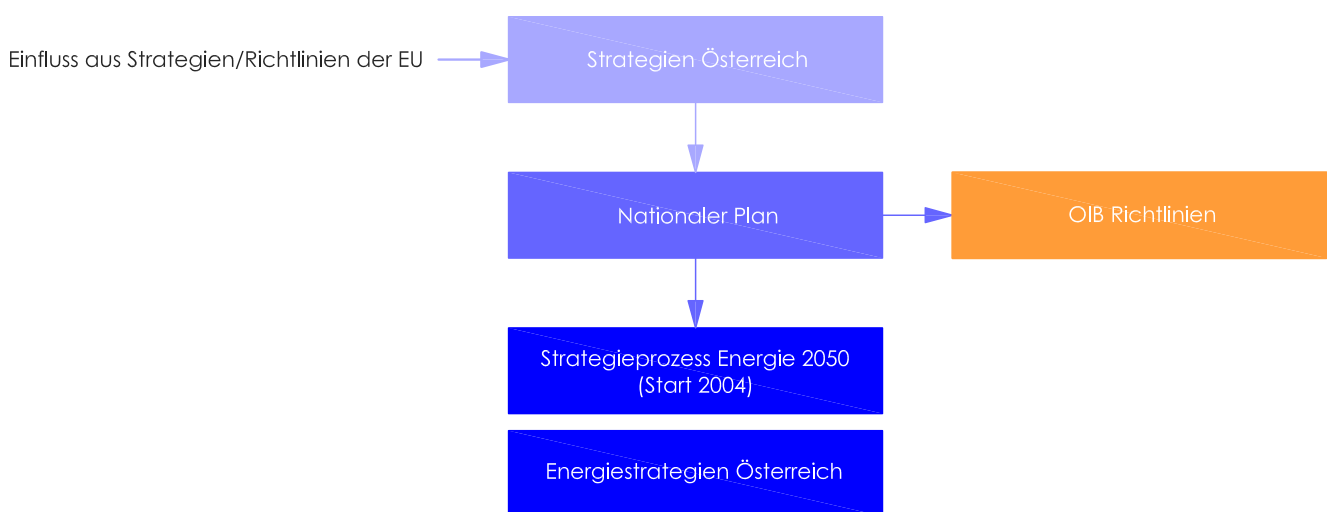 Einfluss aus Strategien/Richtlinien der EU
Strategien Österreich
Nationaler Plan
OIB Richtlinien
Strategieprozess Energie 2050
(Start 2004)
Energiestrategien Österreich